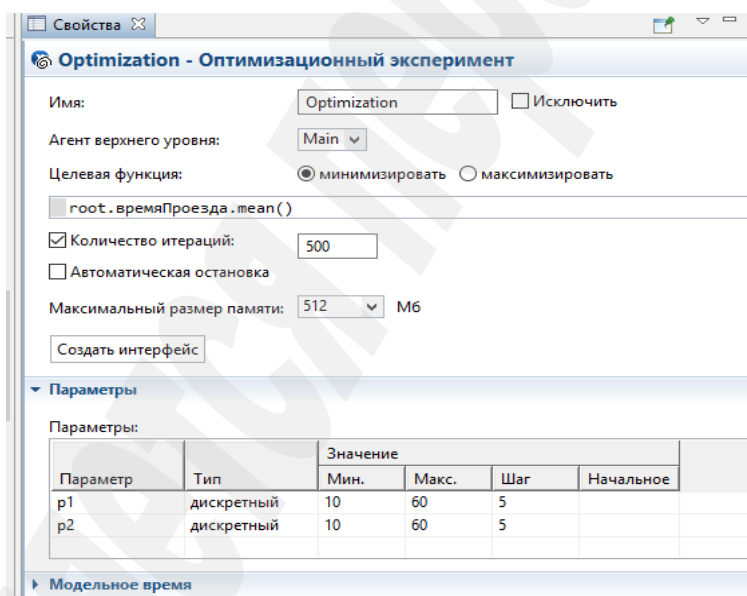 Свойства
Optimization - Оптимизационный эксперимент
Имя: Optimization Исключить
Агент верхнего уровня: Main
Целевая функция: минимизировать максимизировать
root.времяПроезда.mean()
Количество итераций: 500
Автоматическая остановка
Максимальный размер памяти: 512 Мб
Создать интерфейс
Параметры
Параметры:
Значение
Параметр Тип Мин. Макс. Шаг Начальное
p1 дискретный 10 60 5
p2 дискретный 10 60 5
Модельное время